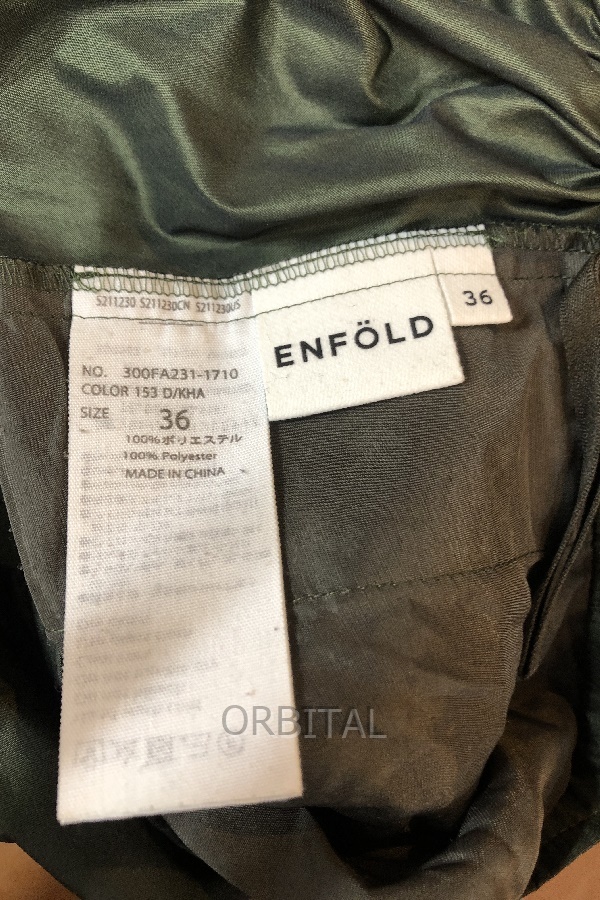 S211230 S211230CN S211230US
36
ENFÖLD
NO. 300FA231-1710
COLOR 153 D/KHA
SIZE 36
100%ポリエステル
100% Polyester
MADE IN CHINA
ORBITAL